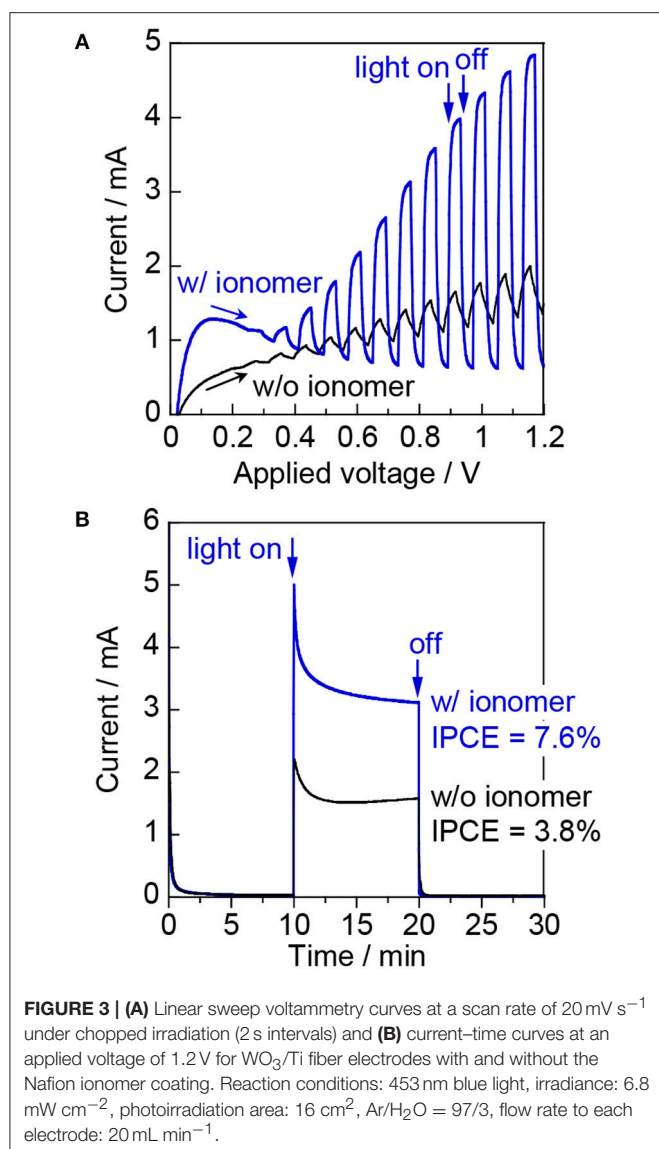 A
5
4
3
2
1
0
Current / mA
light on
off
w/ ionomer
w/o ionomer
0 0.2 0.4 0.6 0.8 1 1.2
Applied voltage / V
B
6
5
4
3
2
1
0
Current / mA
light on
off
w/ ionomer
IPCE = 7.6%
w/o ionomer
IPCE = 3.8%
0 5 10 15 20 25 30
Time / min
FIGURE 3 | (A) Linear sweep voltammetry curves at a scan rate of 20 mV s⁻¹
under chopped irradiation (2 s intervals) and (B) current–time curves at an
applied voltage of 1.2 V for WO₃/Ti fiber electrodes with and without the
Nafion ionomer coating. Reaction conditions: 453 nm blue light, irradiance: 6.8
mW cm⁻², photoirradiation area: 16 cm², Ar/H₂O = 97/3, flow rate to each
electrode: 20 mL min⁻¹.